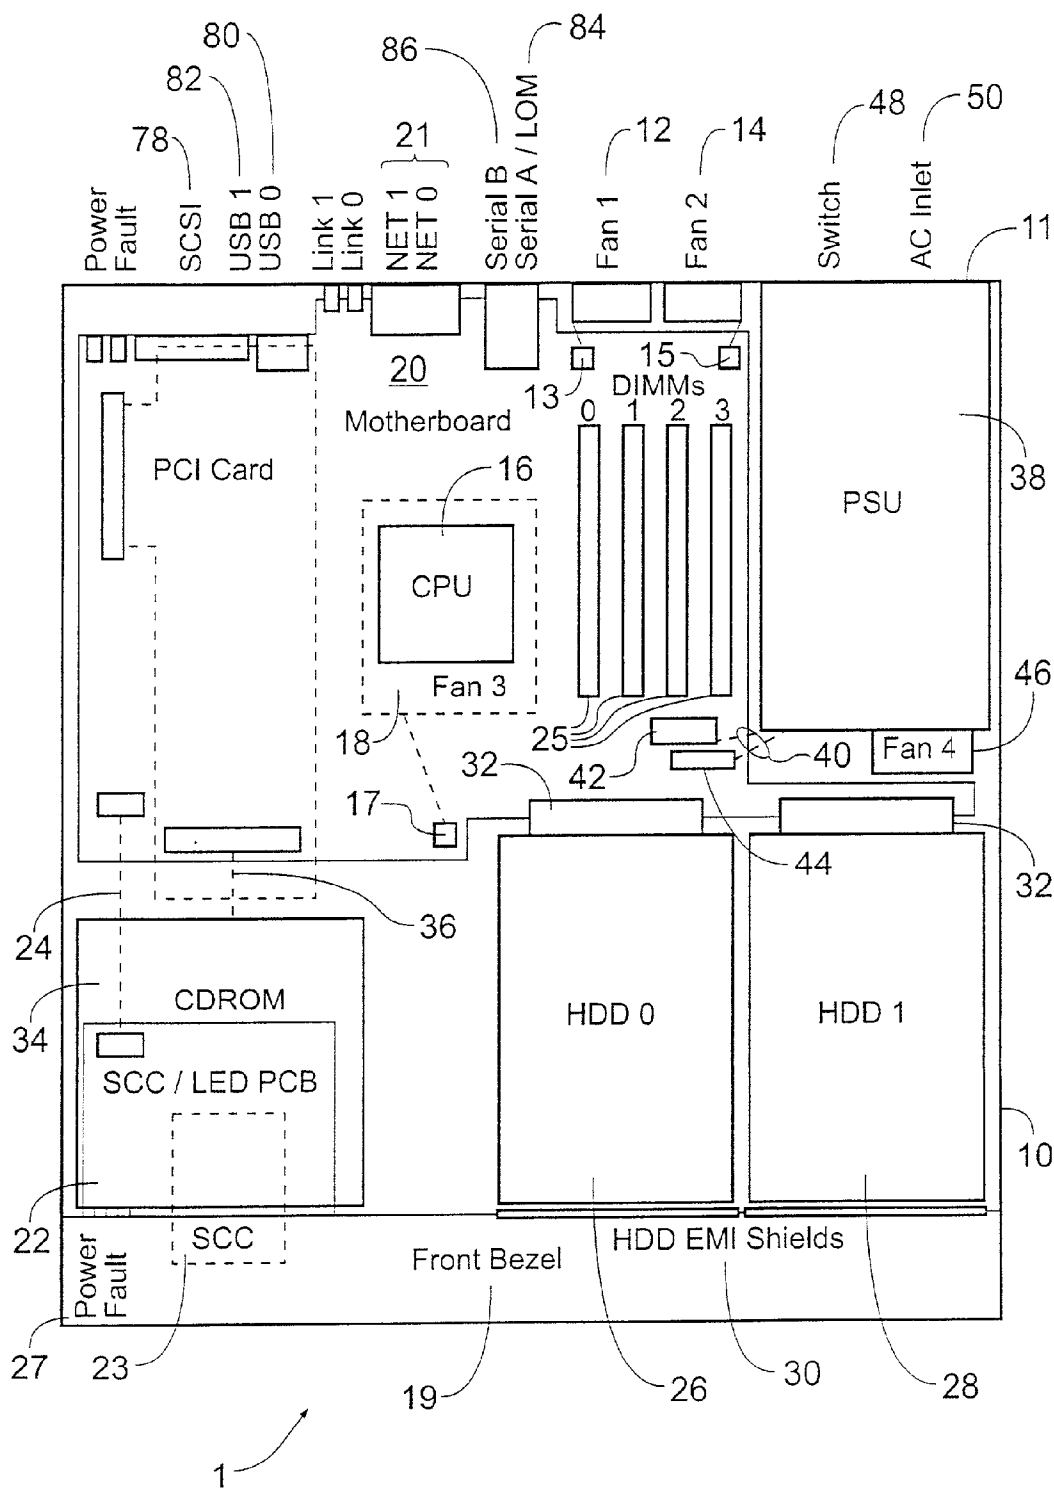 80
84
86
82
78
21
12
14
48
50
Power
Fault
SCSI
USB 1
USB 0
Link 1
Link 0
NET 1
NET 0
Serial B
Serial A / LOM
Fan 1
Fan 2
Switch
AC Inlet
11
20
13
15
DIMMs
0 1 2 3
Motherboard
PCI Card
16
38
PSU
CPU
Fan 3
18
25
42
40
46
Fan 4
32
17
44
32
24
36
34
CDROM
HDD 0
HDD 1
SCC / LED PCB
10
22
SCC
HDD EMI Shields
Front Bezel
Power
Fault
27
23
19
26
30
28
1